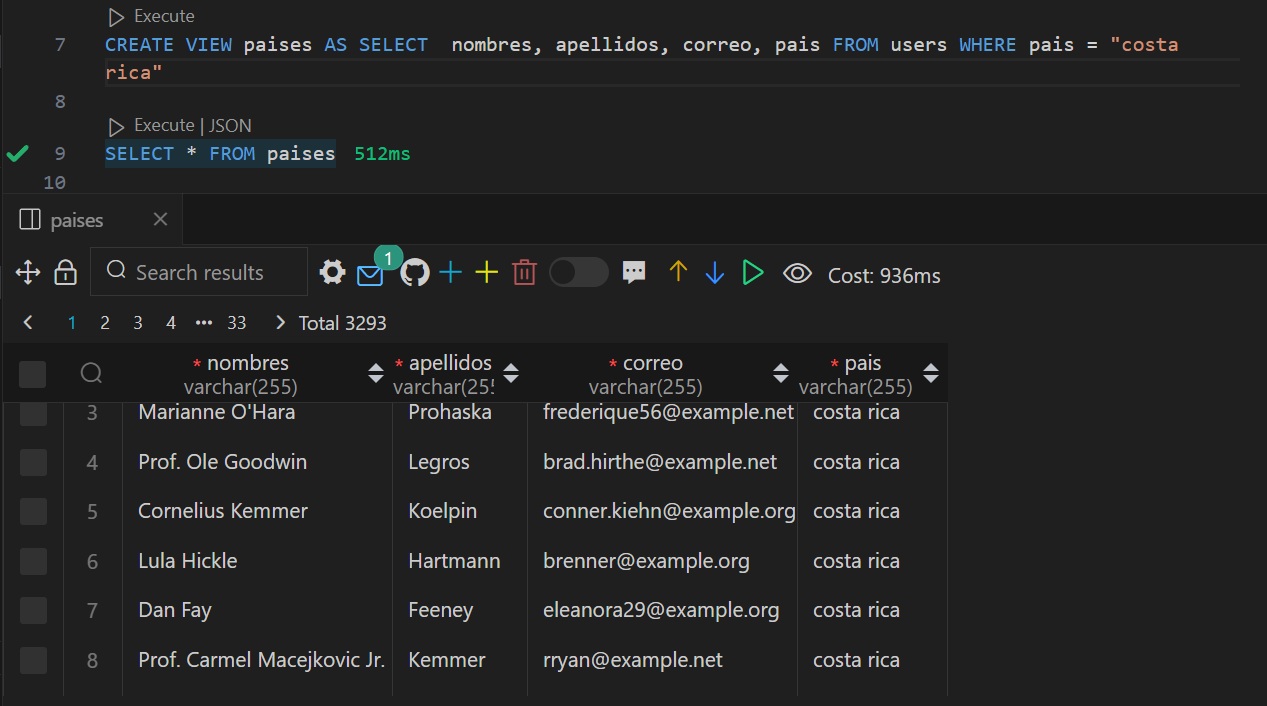 Execute
7 CREATE VIEW paises AS SELECT  nombres, apellidos, correo, pais FROM users WHERE pais = "costa
rica"
8
Execute | JSON
9 SELECT * FROM paises 512ms
10
paises
Search results 1 Cost: 936ms
1 2 3 4 ••• 33 Total 3293
* nombres * apellidos * correo * pais
varchar(255) varchar(25 varchar(255) varchar(255)
3 Marianne O'Hara Prohaska frederique56@example.net costa rica
4 Prof. Ole Goodwin Legros brad.hirthe@example.net costa rica
5 Cornelius Kemmer Koelpin conner.kiehn@example.org costa rica
6 Lula Hickle Hartmann brenner@example.org costa rica
7 Dan Fay Feeney eleanora29@example.org costa rica
8 Prof. Carmel Macejkovic Jr. Kemmer rryan@example.net costa rica